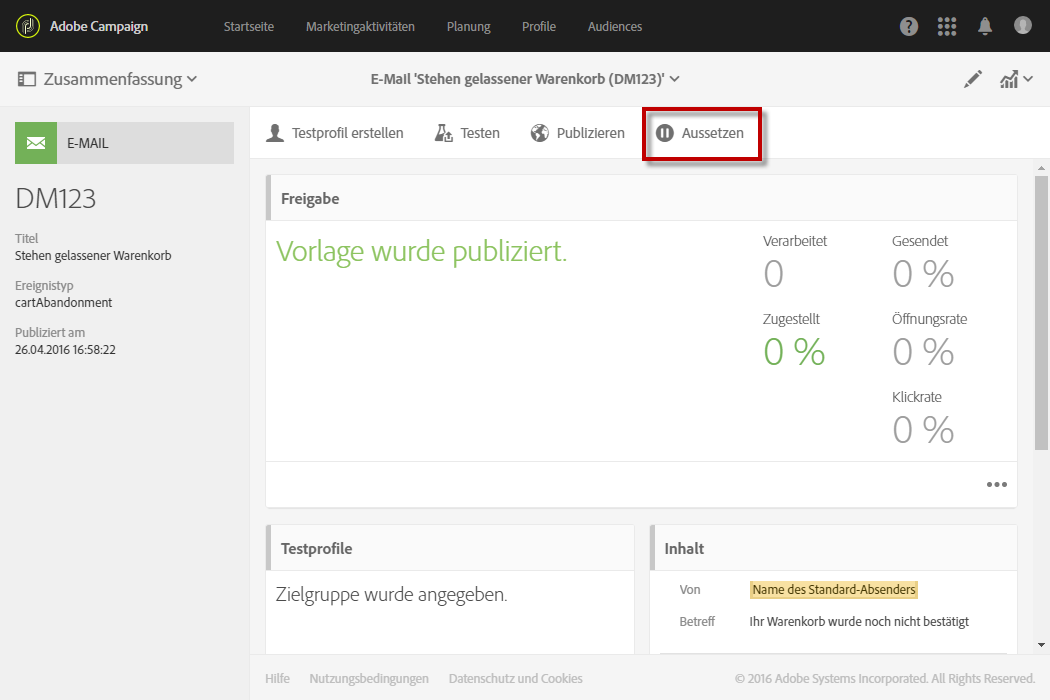 Adobe Campaign
Startseite Marketingaktivitäten Planung Profile Audiences
Zusammenfassung
E-Mail 'Stehen gelassener Warenkorb (DM123)'
E-MAIL
DM123
Titel
Stehen gelassener Warenkorb
Ereignistyp
cartAbandonment
Publiziert am
26.04.2016 16:58:22
Testprofil erstellen Testen Publizieren Aussetzen
Freigabe
Vorlage wurde publiziert.
Verarbeitet Gesendet
0 0 %
Zugestellt Öffnungsrate
0 % 0 %
Klickrate
0 %
Testprofile
Zielgruppe wurde angegeben.
Inhalt
Von Name des Standard-Absenders
Betreff Ihr Warenkorb wurde noch nicht bestätigt
Hilfe Nutzungsbedingungen Datenschutz und Cookies © 2016 Adobe Systems Incorporated. All Rights Reserved.